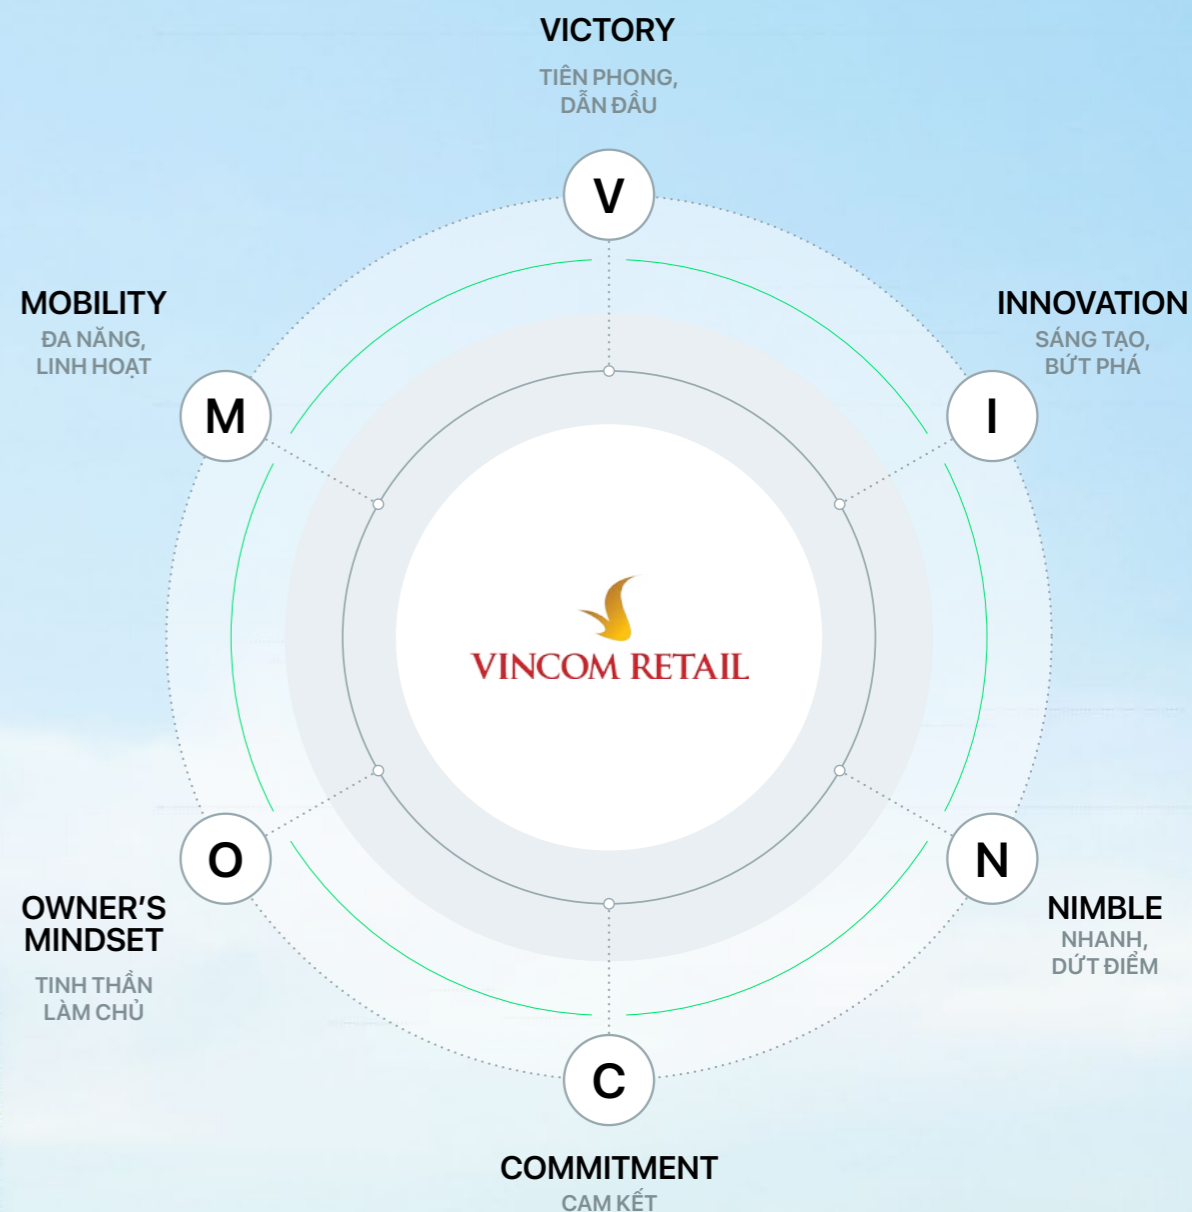 VICTORY
TIÊN PHONG,
DẪN ĐẦU
V
MOBILITY
ĐA NĂNG,
LINH HOẠT
M
INNOVATION
SÁNG TẠO,
BỨT PHÁ
I
VINCOM RETAIL
O
OWNER'S
MINDSET
TINH THẦN
LÀM CHỦ
N
NIMBLE
NHANH,
DỨT ĐIỂM
C
COMMITMENT
CAM KẾT